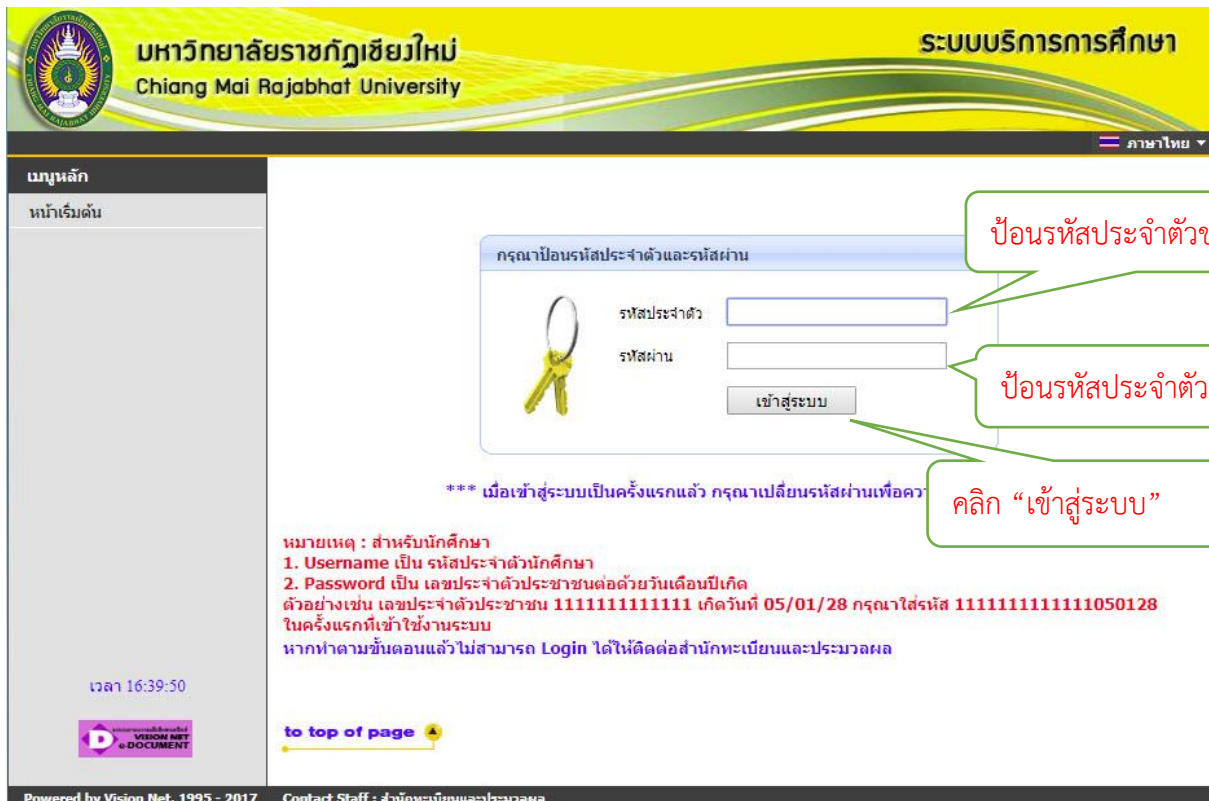 มหาวิทยาลัยราชภัฏเชียงใหม่
Chiang Mai Rajabhat University
ระบบบริการการศึกษา
ภาษาไทย
เมนูหลัก
หน้าเริ่มต้น
กรุณาป้อนรหัสประจำตัวและรหัสผ่าน
รหัสประจำตัว
รหัสผ่าน
เข้าสู่ระบบ
ป้อนรหัสประจำตัวข
ป้อนรหัสประจำตัว
คลิก “เข้าสู่ระบบ”
*** เมื่อเข้าสู่ระบบเป็นครั้งแรกแล้ว กรุณาเปลี่ยนรหัสผ่านเพื่อควา
หมายเหตุ : สำหรับนักศึกษา
1. Username เป็น รหัสประจำตัวนักศึกษา
2. Password เป็น เลขประจำตัวประชาชนต่อด้วยวันเดือนปีเกิด
ตัวอย่างเช่น เลขประจำตัวประชาชน 1111111111111 เกิดวันที่ 05/01/28 กรุณาใส่รหัส 1111111111111050128
ในครั้งแรกที่เข้าใช้งานระบบ
หากทำตามขั้นตอนแล้วไม่สามารถ Login ได้ให้ติดต่อสำนักทะเบียนและประมวลผล
เวลา 16:39:50
VISION NET
e-DOCUMENT
to top of page
Powered by Vision Net, 1995 - 2017
Contact Staff : สำนักทะเบียนและประมวลผล